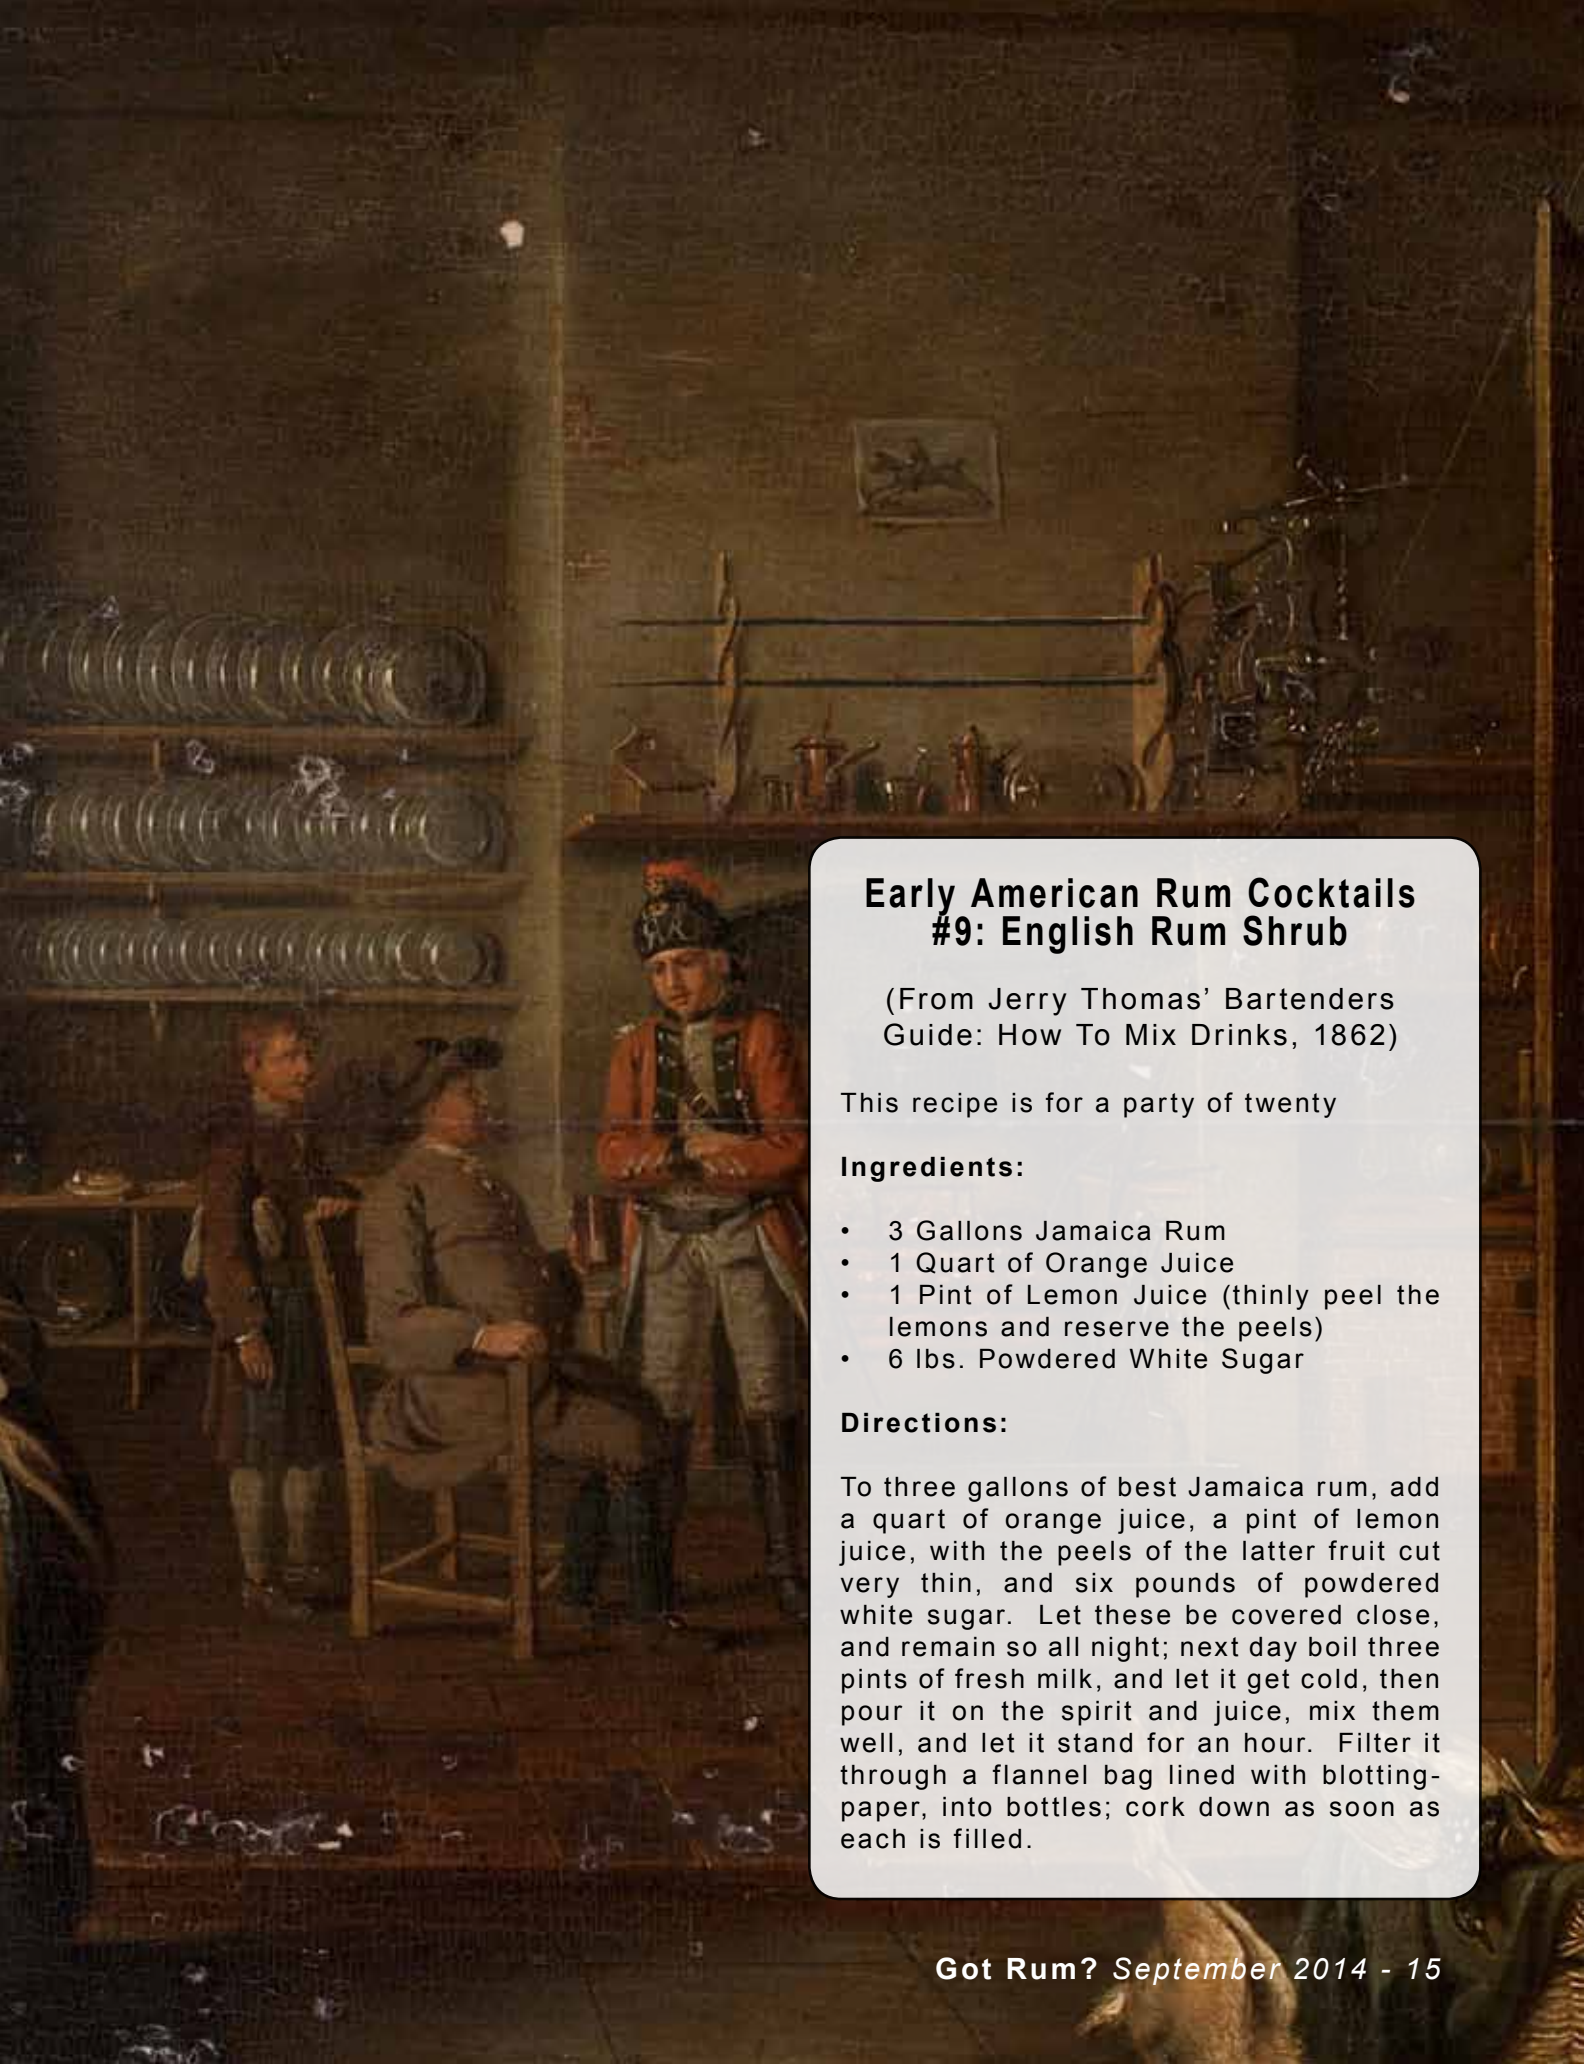 Early American Rum Cocktails
#9: English Rum Shrub
(From Jerry Thomas’ Bartenders
Guide: How To Mix Drinks, 1862)
This recipe is for a party of twenty
Ingredients:
• 3 Gallons Jamaica Rum
• 1 Quart of Orange Juice
• 1 Pint of Lemon Juice (thinly peel the
lemons and reserve the peels)
• 6 lbs. Powdered White Sugar
Directions:
To three gallons of best Jamaica rum, add
a quart of orange juice, a pint of lemon
juice, with the peels of the latter fruit cut
very thin, and six pounds of powdered
white sugar. Let these be covered close,
and remain so all night; next day boil three
pints of fresh milk, and let it get cold, then
pour it on the spirit and juice, mix them
well, and let it stand for an hour. Filter it
through a flannel bag lined with blotting-
paper, into bottles; cork down as soon as
each is filled.
Got Rum? September 2014 - 15